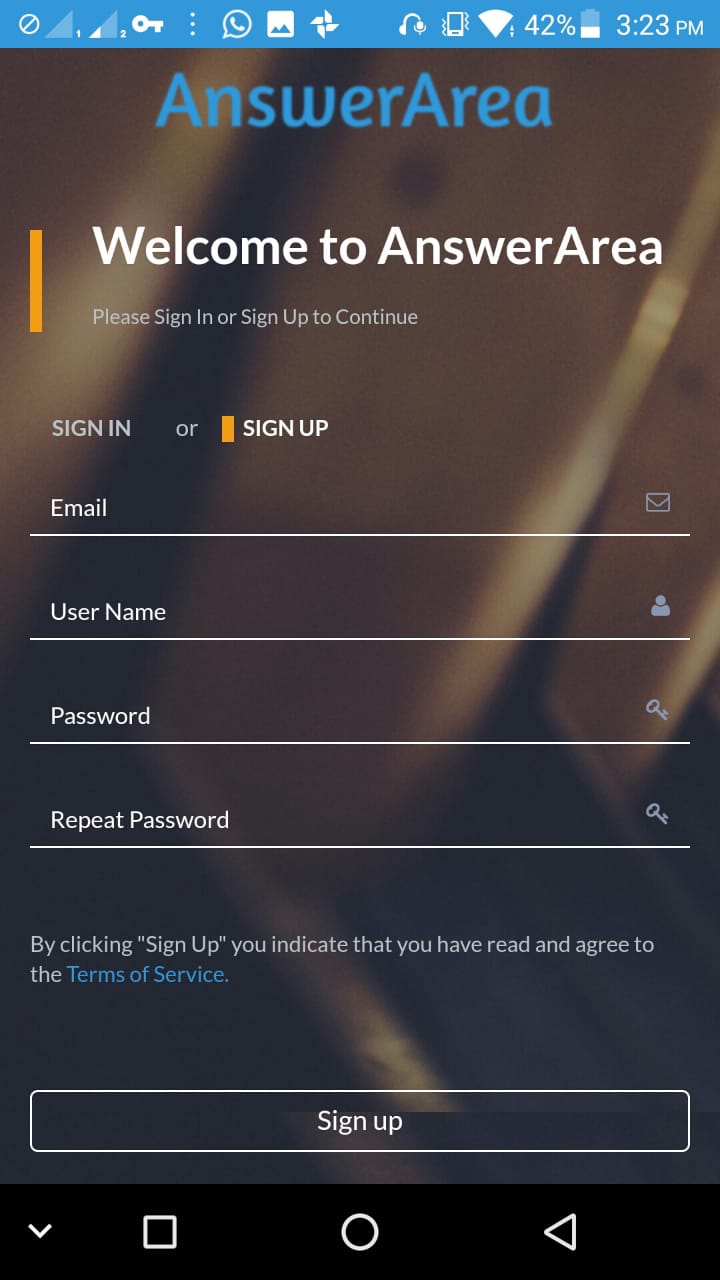 1 2 42% 3:23 PM
AnswerArea
Welcome to AnswerArea
Please Sign In or Sign Up to Continue
SIGN IN or SIGN UP
Email
User Name
Password
Repeat Password
By clicking "Sign Up" you indicate that you have read and agree to
the Terms of Service.
Sign up